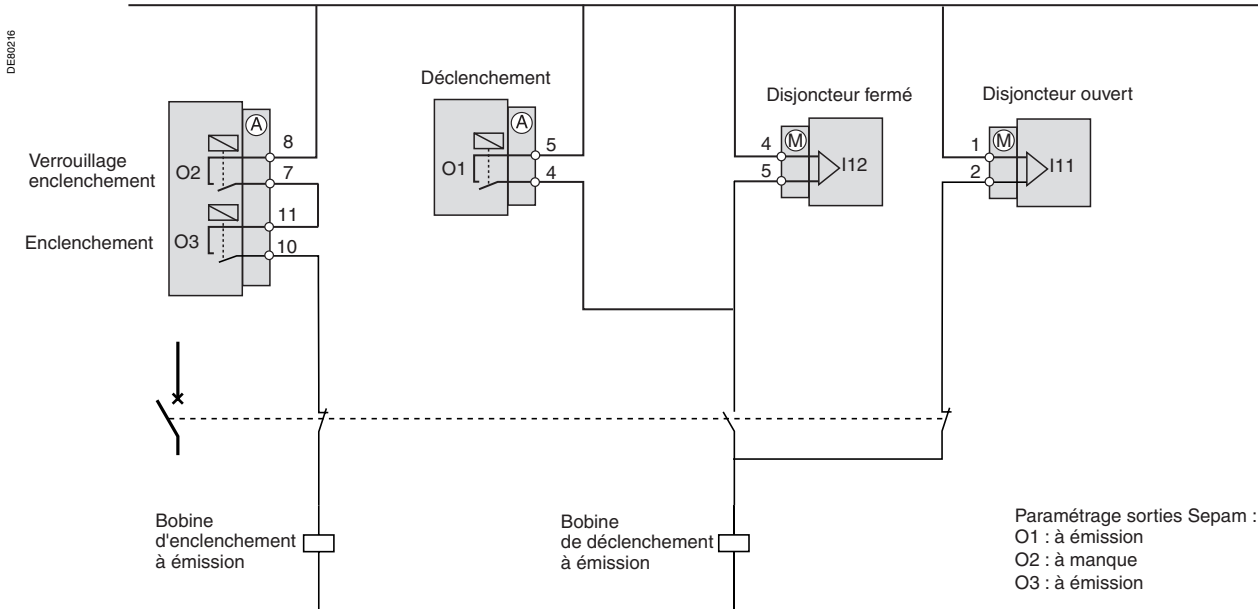 DE80216
Déclenchement
Disjoncteur fermé
Disjoncteur ouvert
A
8
Verrouillage
enclenchement
O2
7
11
Enclenchement
O3
10
A
5
O1
4
M
4
I12
5
M
1
I11
2
Bobine
d'enclenchement
à émission
Bobine
de déclenchement
à émission
Paramétrage sorties Sepam :
O1 : à émission
O2 : à manque
O3 : à émission